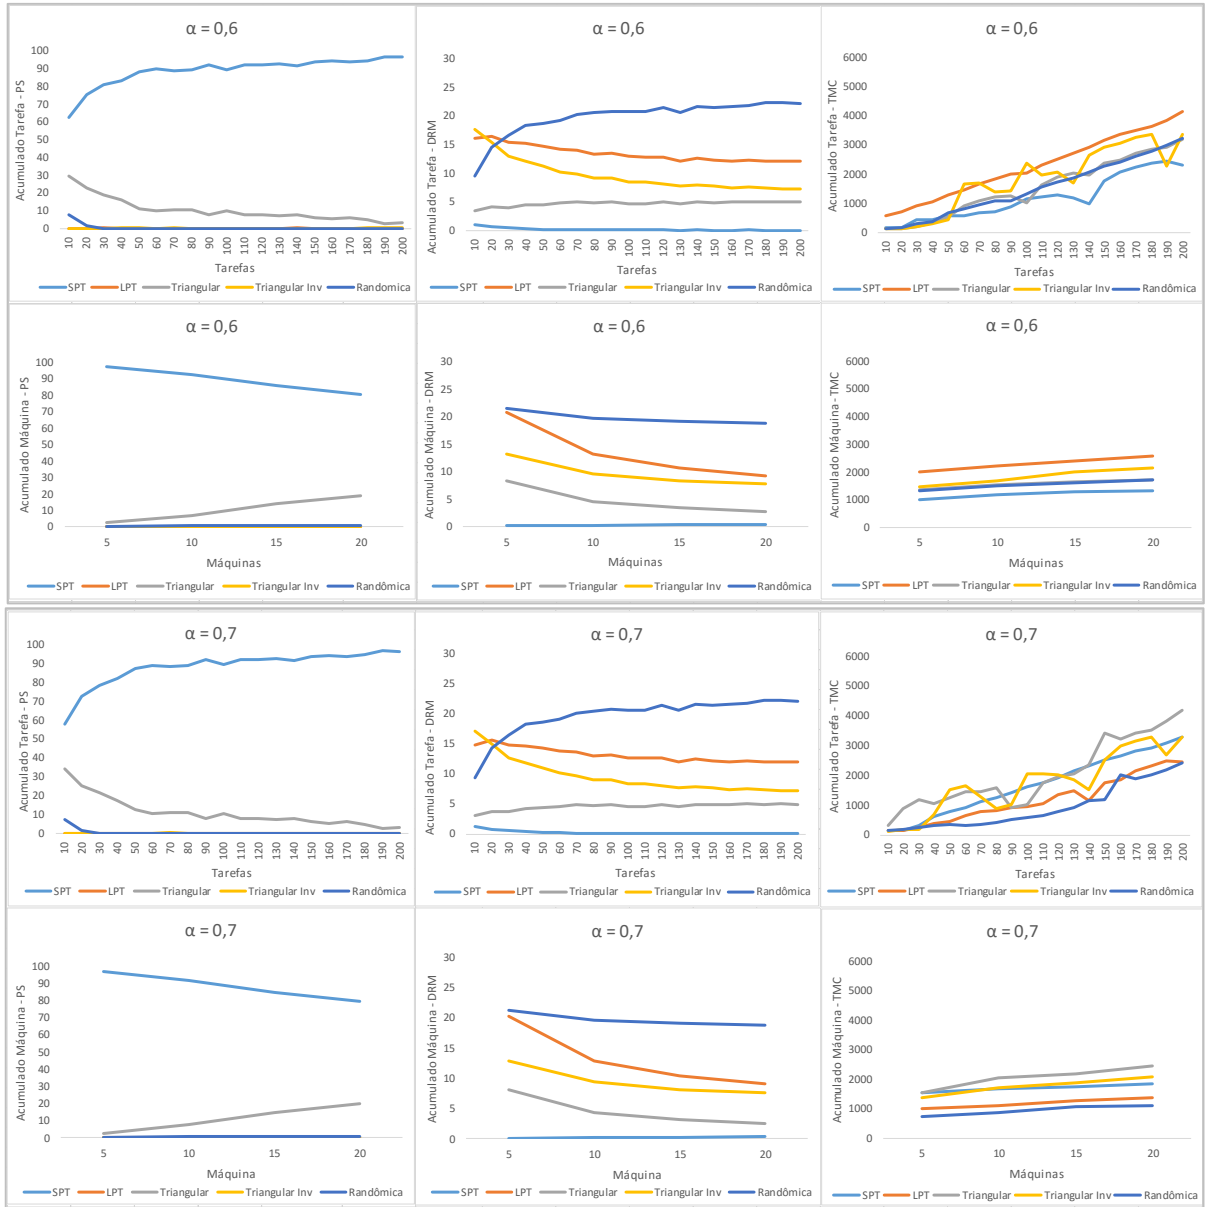 α = 0,6
Acumulado Tarefa - PS
100
90
80
70
60
50
40
30
20
10
0
10 20 30 40 50 60 70 80 90 100 110 120 130 140 150 160 170 180 190 200
Tarefas
SPT LPT Triangular Triangular Inv Randomica
α = 0,6
Acumulado Tarefa - DRM
30
25
20
15
10
5
0
10 20 30 40 50 60 70 80 90 100 110 120 130 140 150 160 170 180 190 200
Tarefas
SPT LPT Triangular Triangular Inv Randômica
α = 0,6
Acumulado Tarefa - TMC
6000
5000
4000
3000
2000
1000
0
10 20 30 40 50 60 70 80 90 100 110 120 130 140 150 160 170 180 190 200
Tarefas
SPT LPT Triangular Triangular Inv Randômica
α = 0,6
Acumulado Máquina - PS
100
90
80
70
60
50
40
30
20
10
0
5 10 15 20
Máquinas
SPT LPT Triangular Triangular Inv Randômica
α = 0,6
Acumulado Máquina - DRM
30
25
20
15
10
5
0
5 10 15 20
Máquinas
SPT LPT Triangular Triangular Inv Randômica
α = 0,6
Acumulado Máquina - TMC
6000
5000
4000
3000
2000
1000
0
5 10 15 20
Máquinas
SPT LPT Triangular Triangular Inv Randômica
α = 0,7
Acumulado Tarefa - PS
100
90
80
70
60
50
40
30
20
10
0
10 20 30 40 50 60 70 80 90 100 110 120 130 140 150 160 170 180 190 200
Tarefas
SPT LPT Triangular Triangular Inv Randômica
α = 0,7
Acumulado Tarefa - DRM
30
25
20
15
10
5
0
10 20 30 40 50 60 70 80 90 100 110 120 130 140 150 160 170 180 190 200
Tarefas
SPT LPT Triangular Triangular Inv Randômica
α = 0,7
Acumulado Tarefa - TMC
6000
5000
4000
3000
2000
1000
0
10 20 30 40 50 60 70 80 90 100 110 120 130 140 150 160 170 180 190 200
Tarefas
SPT LPT Triangular Triangular Inv Randômica
α = 0,7
Acumulado Máquina - PS
100
90
80
70
60
50
40
30
20
10
0
5 10 15 20
Máquina
SPT LPT Triangular Triangular Inv Randômica
α = 0,7
Acumulado Máquina - DRM
30
25
20
15
10
5
0
5 10 15 20
Máquina
SPT LPT Triangular Triangular Inv Randômica
α = 0,7
Acumulado Máquina - TMC
6000
5000
4000
3000
2000
1000
0
5 10 15 20
Máquinas
SPT LPT Triangular Triangular Inv Randômica